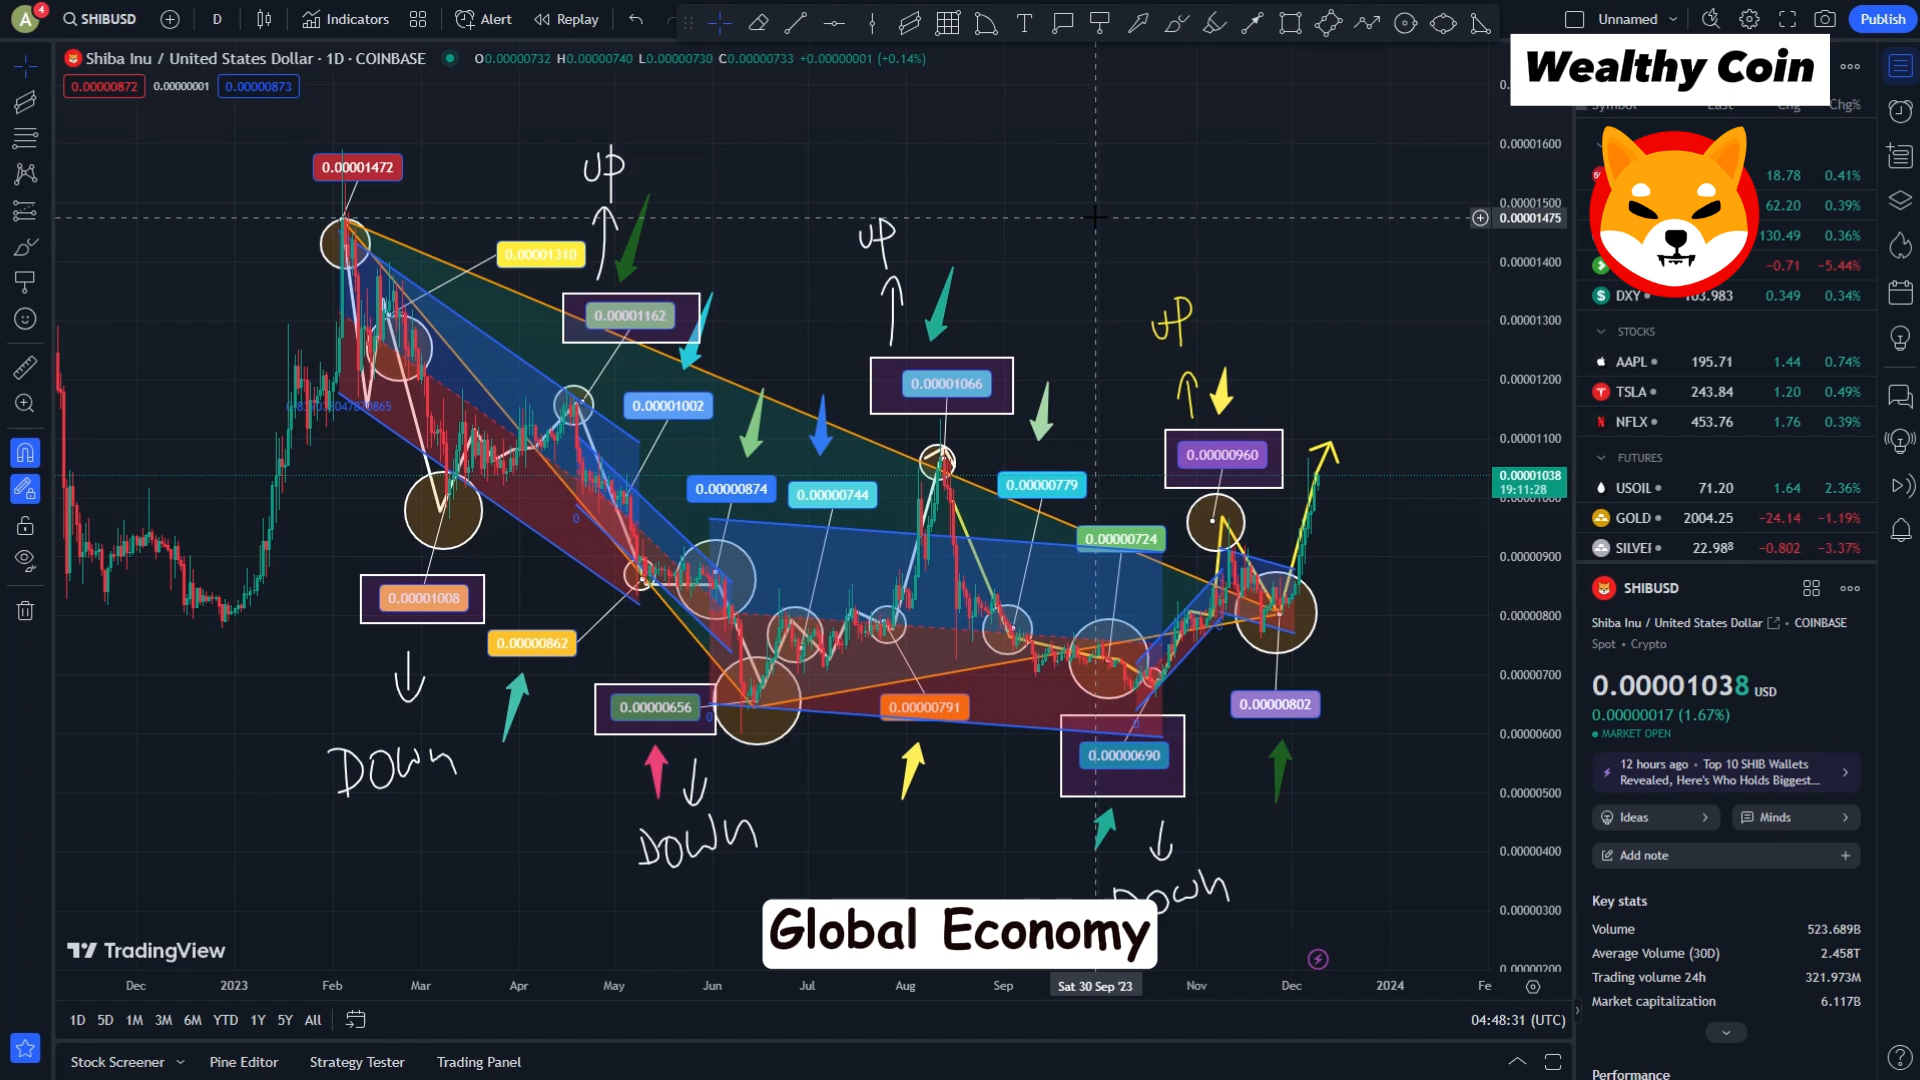 A 4 SHIBUSD D Indicators Alert Replay Unnamed Publish
Shiba Inu / United States Dollar · 1D · COINBASE O0.00000732 H0.00000740 L0.00000730 C0.00000733 +0.00000001 (+0.14%)
0.00000872 0.00000001 0.00000873
Wealthy Coin
Chg%
0.00001600
0.00001500
0.00001475
0.00001400
0.00001300
0.00001200
0.00001100
0.00001038
19:11:28
0.00000900
0.00000800
0.00000700
0.00000600
0.00000500
0.00000400
0.00000300
0.00000200
0.00001472
UP
0.00001310
UP
0.00001162
UP
0.00001066
0.00001002
0.00000960
0.00000874
0.00000744
0.00000779
0.00000724
0.00001008
0.00000862
0.00000656
0.00000791
0.00000690
0.00000802
DOWN
DOWN
Down
Global Economy
TradingView
Dec 2023 Feb Mar Apr May Jun Jul Aug Sep Sat 30 Sep '23 Nov Dec 2024 Fe
1D 5D 1M 3M 6M YTD 1Y 5Y All
04:48:31 (UTC)
Stock Screener Pine Editor Strategy Tester Trading Panel
18.78 0.41%
62.20 0.39%
130.49 0.36%
−0.71 −5.44%
DXY 103.983 0.349 0.34%
STOCKS
AAPL 195.71 1.44 0.74%
TSLA 243.84 1.20 0.49%
NFLX 453.76 1.76 0.39%
FUTURES
USOIL 71.20 1.64 2.36%
GOLD 2004.25 −24.14 −1.19%
SILVER 22.988 −0.802 −3.37%
SHIBUSD
Shiba Inu / United States Dollar • COINBASE
Spot • Crypto
0.00001038 USD
0.00000017 (1.67%)
MARKET OPEN
12 hours ago • Top 10 SHIB Wallets
Revealed, Here's Who Holds Biggest...
Ideas Minds
Add note
Key stats
Volume 523.689B
Average Volume (30D) 2.458T
Trading volume 24h 321.973M
Market capitalization 6.117B
Performance